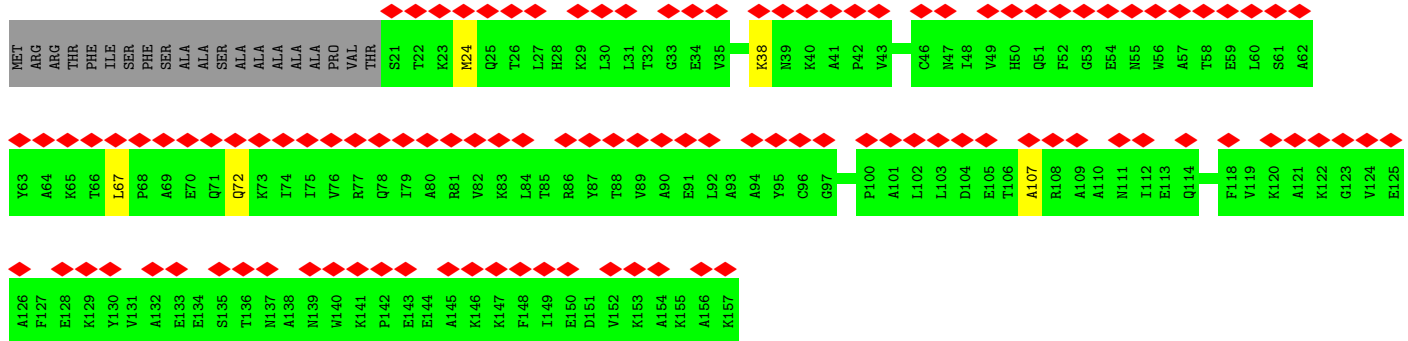 MET ARG ARG THR PHE ILE SER PHE SER ALA ALA SER ALA ALA ALA ALA ALA PRO VAL THR S21 T22 K23 M24 Q25 T26 L27 H28 K29 L30 L31 T32 G33 E34 V35 K38 N39 K40 A41 P42 V43 C46 N47 I48 V49 H50 Q51 F52 G53 E54 N55 W56 A57 T58 E59 L60 S61 A62
Y63 A64 K65 T66 L67 P68 A69 E70 Q71 Q72 K73 I74 I75 V76 R77 Q78 I79 A80 R81 V82 K83 L84 T85 R86 Y87 T88 V89 A90 E91 L92 A93 A94 Y95 C96 G97 P100 A101 L102 L103 D104 E105 T106 A107 R108 A109 A110 N111 I112 E113 Q114 F118 V119 K120 A121 K122 G123 V124 E125
A126 F127 E128 K129 Y130 V131 A132 E133 E134 S135 T136 N137 A138 N139 W140 K141 P142 E143 E144 A145 K146 K147 F148 I149 E150 D151 V152 K153 A154 K155 A156 K157